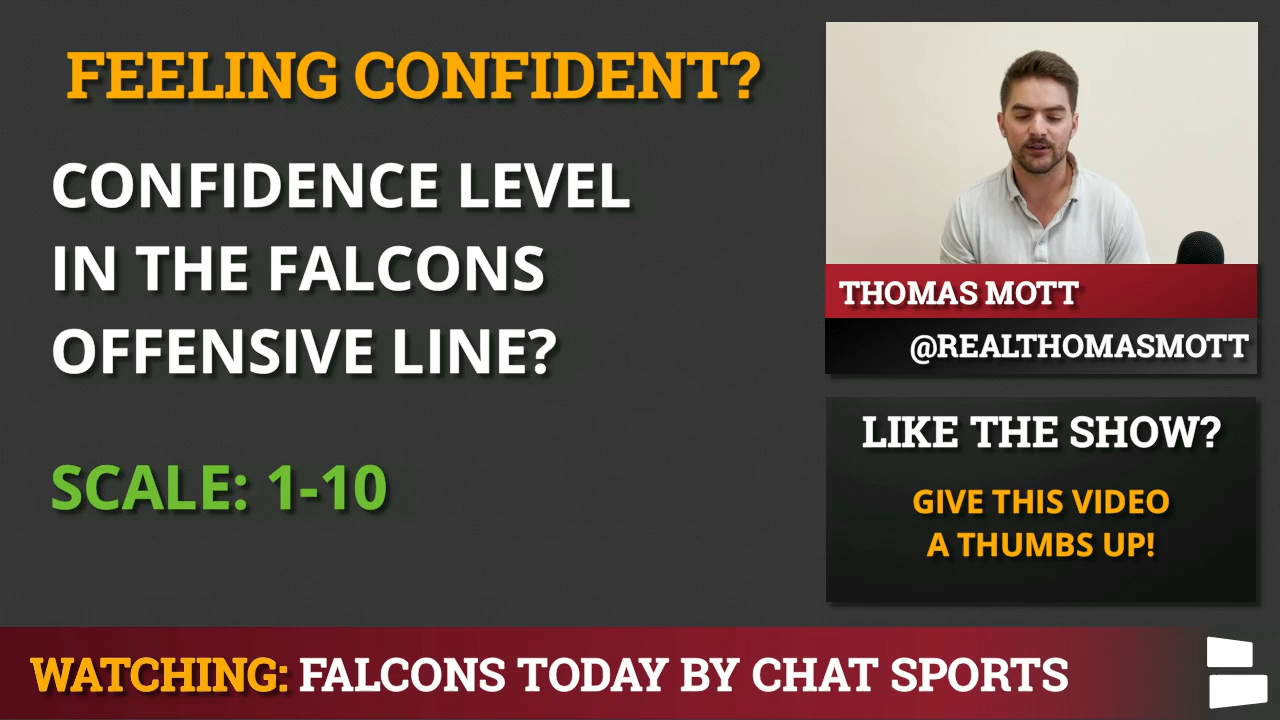 FEELING CONFIDENT?
CONFIDENCE LEVEL
IN THE FALCONS
OFFENSIVE LINE?
SCALE: 1-10
THOMAS MOTT
@REALTHOMASMOTT
LIKE THE SHOW?
GIVE THIS VIDEO
A THUMBS UP!
WATCHING: FALCONS TODAY BY CHAT SPORTS